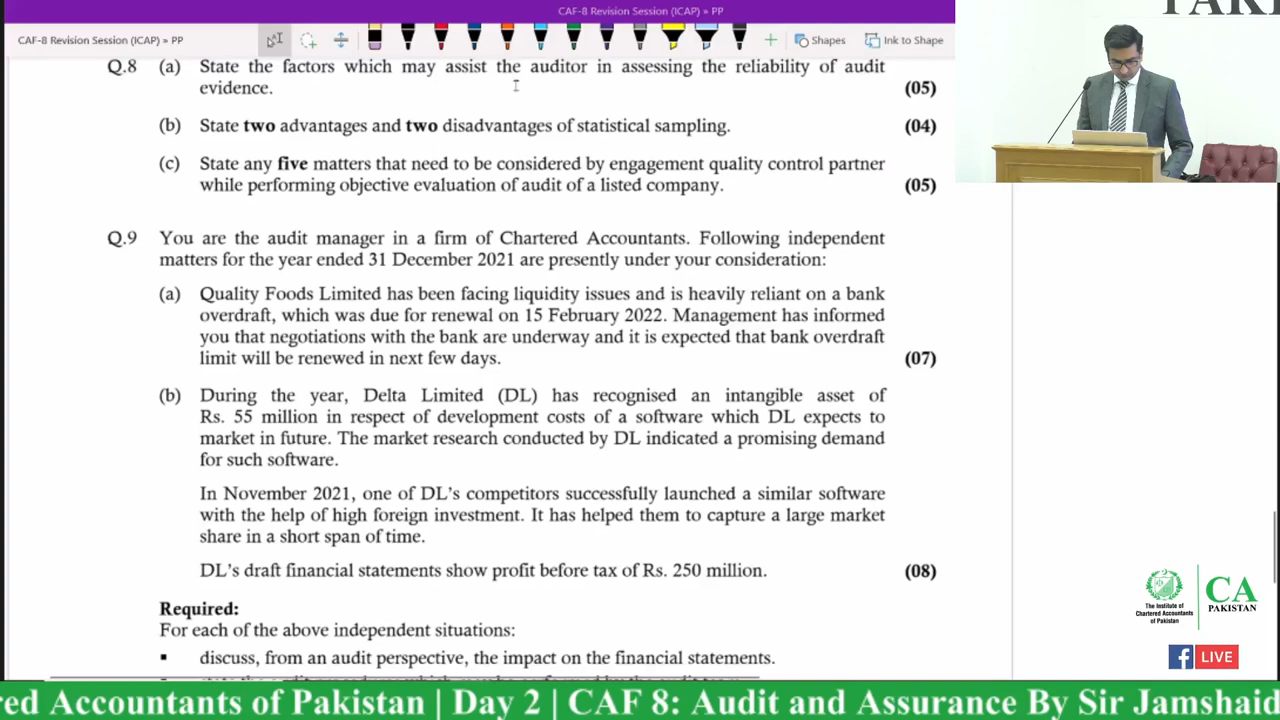 CAF-8 Revision Session (ICAP) » PP
CAF-8 Revision Session (ICAP) » PP
Shapes
Ink to Shape
Q.8 (a) State the factors which may assist the auditor in assessing the reliability of audit
evidence. (05)
(b) State two advantages and two disadvantages of statistical sampling. (04)
(c) State any five matters that need to be considered by engagement quality control partner
while performing objective evaluation of audit of a listed company. (05)
Q.9 You are the audit manager in a firm of Chartered Accountants. Following independent
matters for the year ended 31 December 2021 are presently under your consideration:
(a) Quality Foods Limited has been facing liquidity issues and is heavily reliant on a bank
overdraft, which was due for renewal on 15 February 2022. Management has informed
you that negotiations with the bank are underway and it is expected that bank overdraft
limit will be renewed in next few days. (07)
(b) During the year, Delta Limited (DL) has recognised an intangible asset of
Rs. 55 million in respect of development costs of a software which DL expects to
market in future. The market research conducted by DL indicated a promising demand
for such software.
In November 2021, one of DL's competitors successfully launched a similar software
with the help of high foreign investment. It has helped them to capture a large market
share in a short span of time.
DL's draft financial statements show profit before tax of Rs. 250 million. (08)
Required:
For each of the above independent situations:
▪ discuss, from an audit perspective, the impact on the financial statements.
The Institute of
Chartered Accountants
of Pakistan
CA
PAKISTAN
f LIVE
red Accountants of Pakistan | Day 2 | CAF 8: Audit and Assurance By Sir Jamshaid